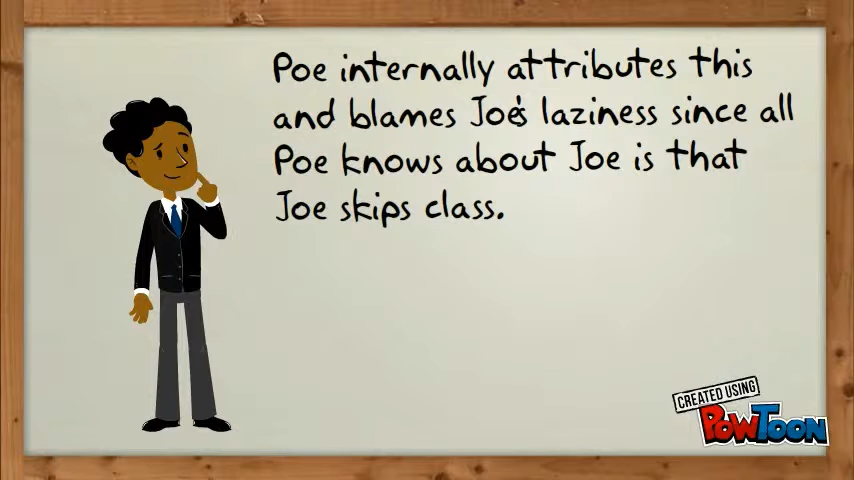 Poe internally attributes this
and blames Joe's laziness since all
Poe knows about Joe is that
Joe skips class.
CREATED USING
POWTOON